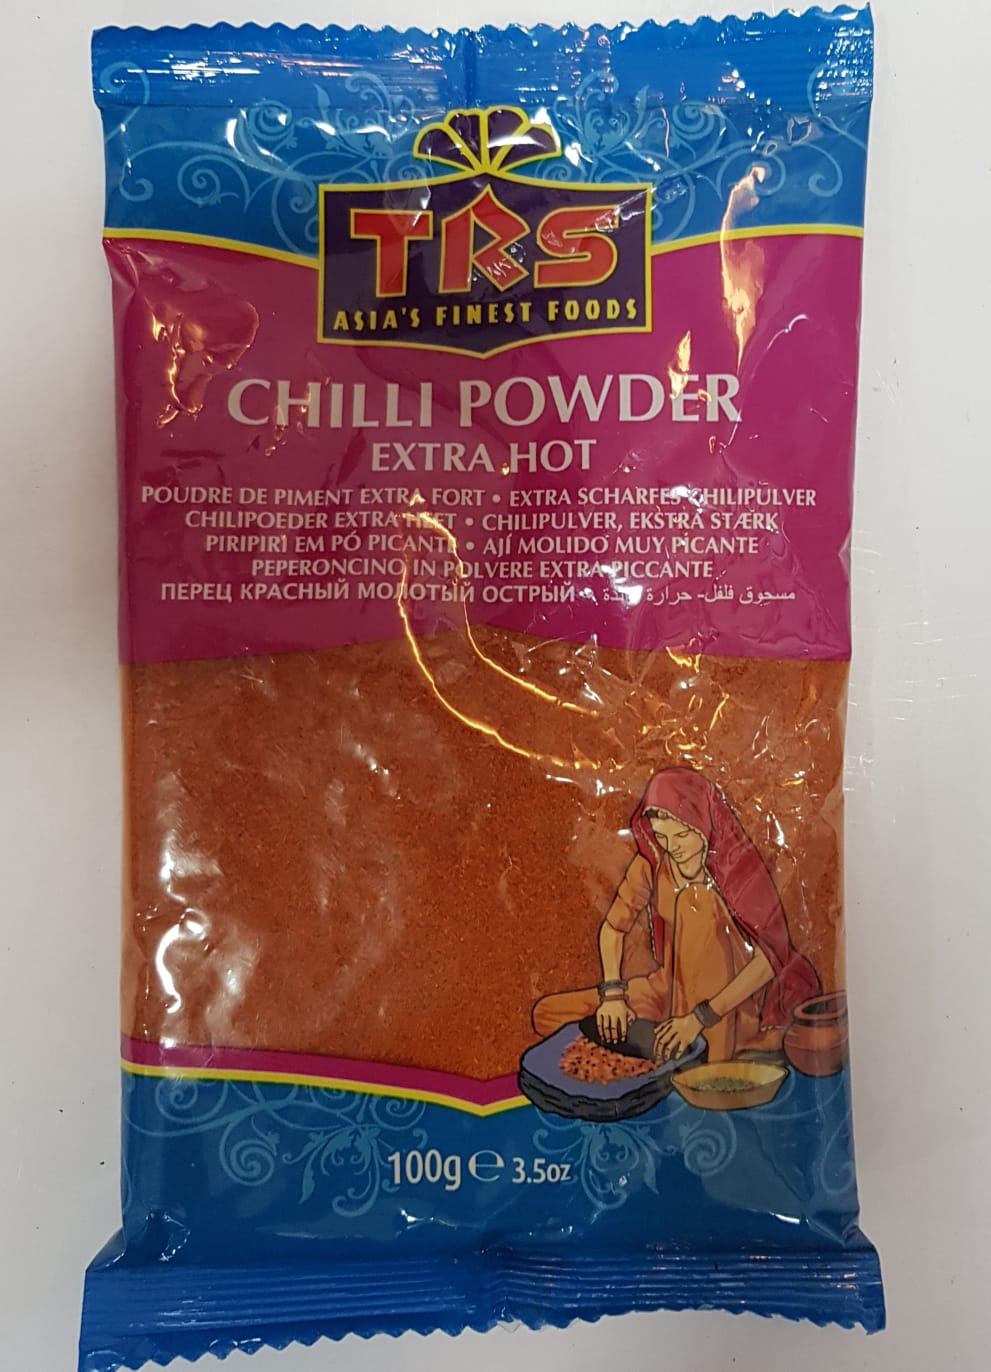 TRS
ASIA'S FINEST FOODS
CHILLI POWDER
EXTRA HOT
POUDRE DE PIMENT EXTRA FORT • EXTRA SCHARFES CHILIPULVER
CHILIPOEDER EXTRA HEET • CHILIPULVER, EKSTRA STÆRK
PIRIPIRI EM PÓ PICANTE • AJÍ MOLIDO MUY PICANTE
PEPERONCINO IN POLVERE EXTRA PICCANTE
ПЕРЕЦ КРАСНЫЙ МОЛОТЫЙ ОСТРЫЙ • مسحوق فلفل- حرارة
100g ℮ 3.5oz